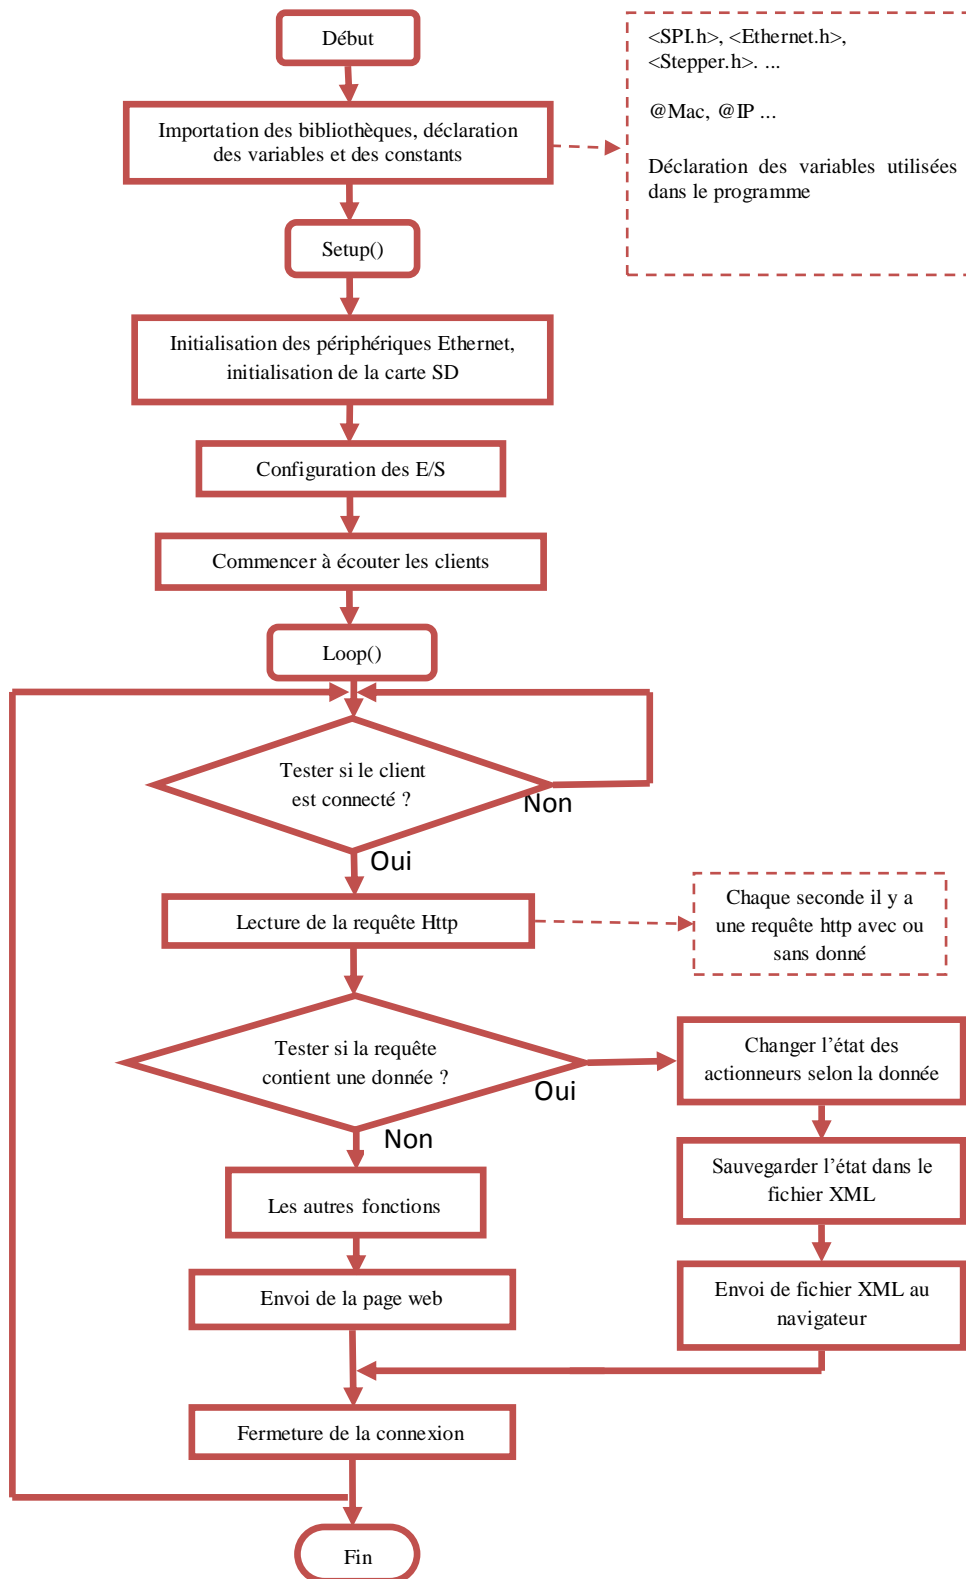 Début
<SPI.h>, <Ethernet.h>,
<Stepper.h>. ...
@Mac, @IP ...
Déclaration des variables utilisées
dans le programme
Importation des bibliothèques, déclaration
des variables et des constants
Setup()
Initialisation des périphériques Ethernet,
initialisation de la carte SD
Configuration des E/S
Commencer à écouter les clients
Loop()
Tester si le client
est connecté ?
Non
Oui
Lecture de la requête Http
Chaque seconde il y a
une requête http avec ou
sans donné
Tester si la requête
contient une donnée ?
Oui
Non
Changer l’état des
actionneurs selon la donnée
Sauvegarder l’état dans le
fichier XML
Les autres fonctions
Envoi de la page web
Envoi de fichier XML au
navigateur
Fermeture de la connexion
Fin